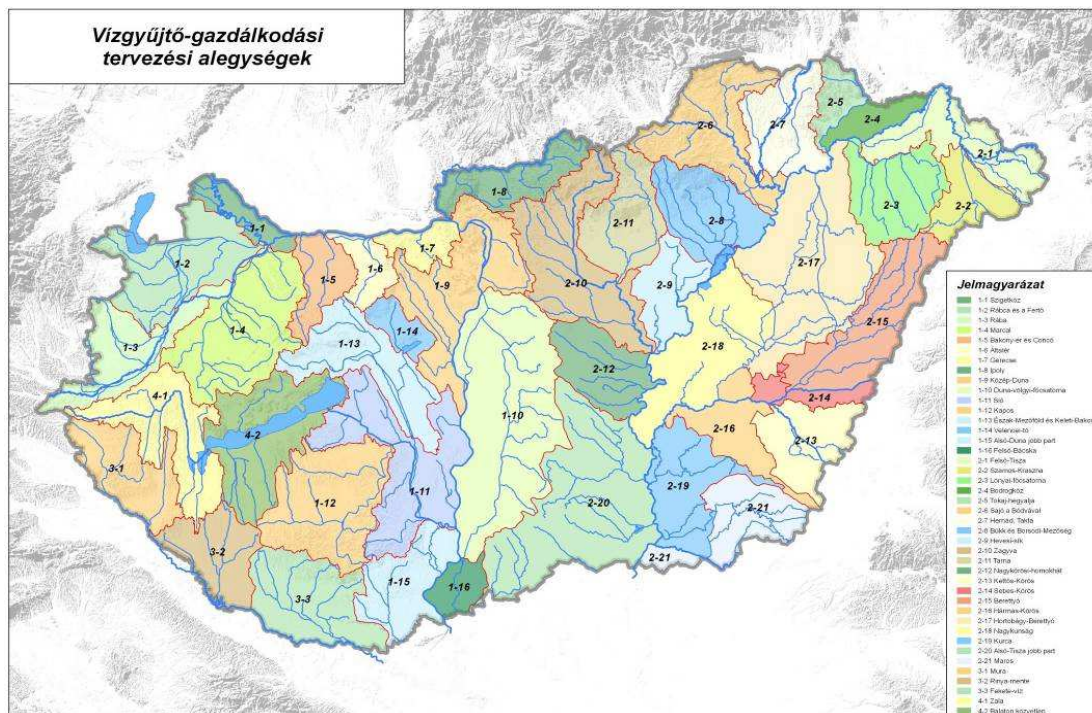 Vízgyűjtő-gazdálkodási
tervezési alegységek
2-5
2-4
2-6
2-7
2-1
1-8
2-3
2-2
1-1
2-11
2-8
1-2
1-7
1-6
2-17
1-5
1-9
2-10
2-9
1-4
1-14
2-15
1-3
1-13
2-18
2-12
2-14
4-1
1-10
2-16
4-2
2-13
3-1
2-19
1-11
1-12
2-20
2-21
3-2
2-21
1-15
1-16
3-3
Jelmagyarázat
1-1 Szigetköz
1-2 Rábca és a Fertő
1-3 Rába
1-4 Marcal
1-5 Bakony-ér és Concó
1-6 Általér
1-7 Gerecse
1-8 Ipoly
1-9 Közép-Duna
1-10 Duna-völgyi-főcsatorna
1-11 Sió
1-12 Kapos
1-13 Észak-Mezőföld és Keleti-Bakony
1-14 Velencei-tó
1-15 Alsó-Duna jobb part
1-16 Felső-Bácska
2-1 Felső-Tisza
2-2 Szamos-Kraszna
2-3 Lónyai-főcsatorna
2-4 Bodrogköz
2-5 Tokaj-hegyalja
2-6 Sajó a Bódvával
2-7 Hernád, Takta
2-8 Bükk és Borsodi-Mezőség
2-9 Hevesi-sík
2-10 Zagyva
2-11 Tarna
2-12 Nagykőrösi-homokhát
2-13 Kettős-Körös
2-14 Sebes-Körös
2-15 Berettyó
2-16 Hármas-Körös
2-17 Hortobágy-Berettyó
2-18 Nagykunság
2-19 Kurca
2-20 Alsó-Tisza jobb part
2-21 Maros
3-1 Mura
3-2 Rinya-mente
3-3 Fekete-víz
4-1 Zala
4-2 Balaton közvetlen